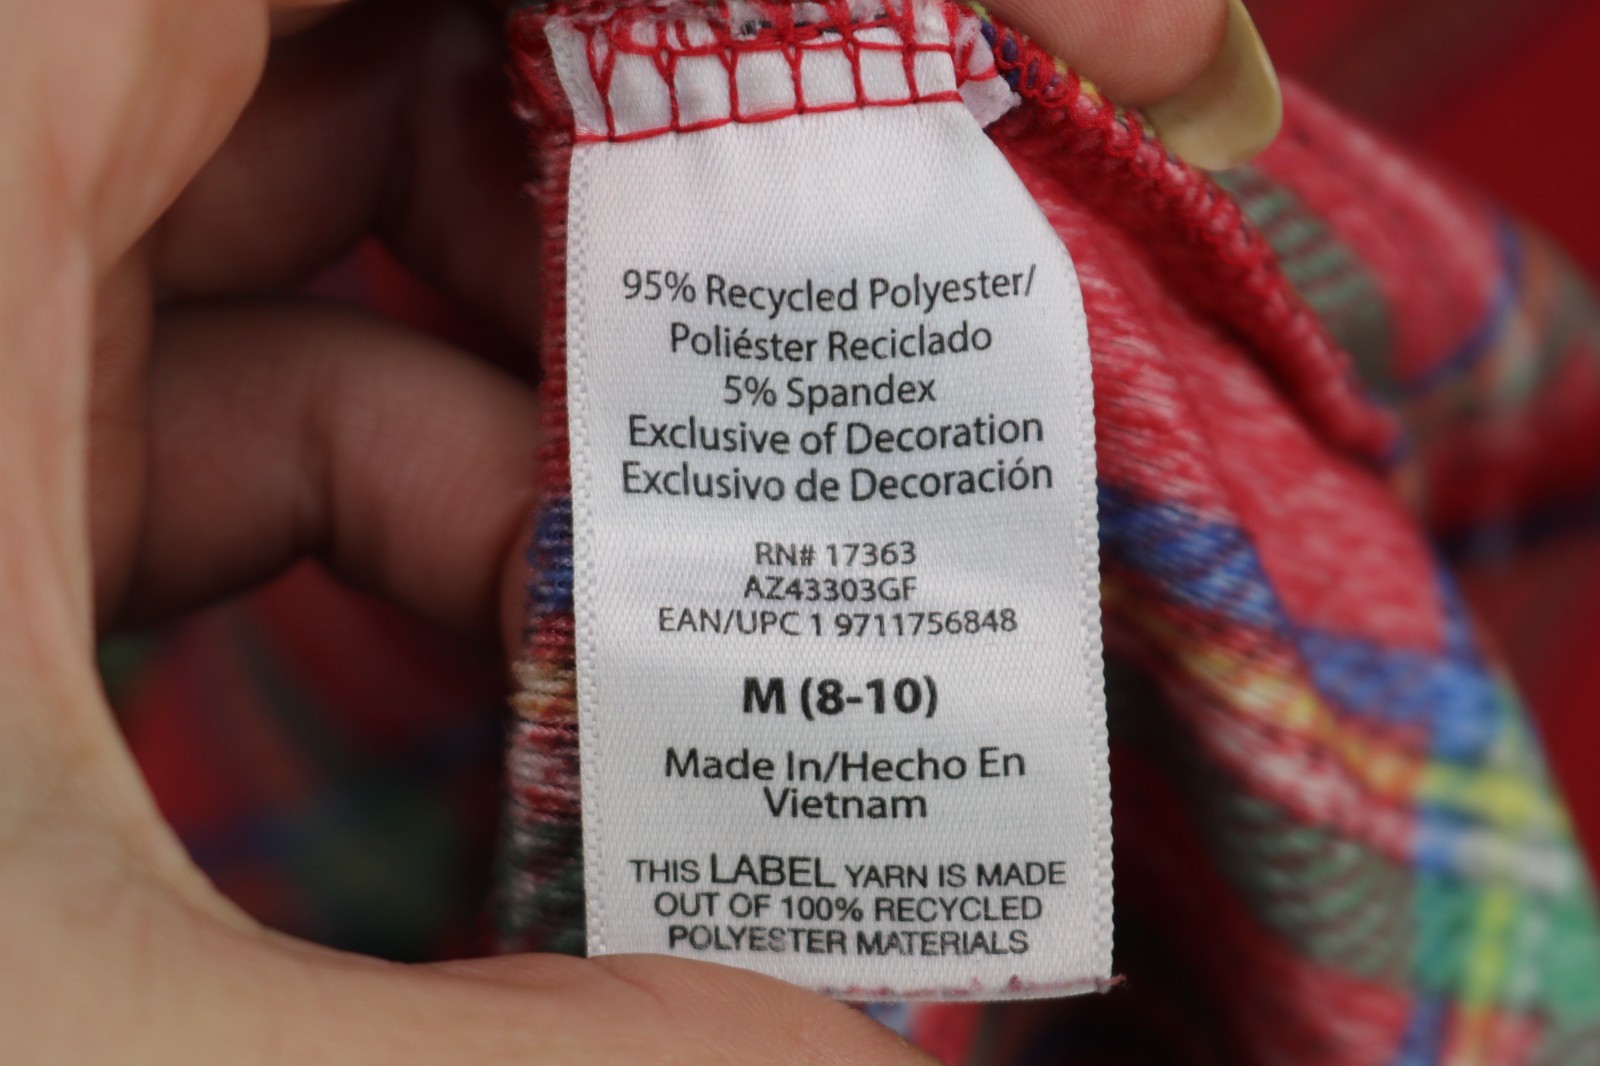 95% Recycled Polyester/
Poliéster Reciclado
5% Spandex
Exclusive of Decoration
Exclusivo de Decoración
RN# 17363
AZ43303GF
EAN/UPC 1 9711756848
M (8-10)
Made In/Hecho En
Vietnam
THIS LABEL YARN IS MADE
OUT OF 100% RECYCLED
POLYESTER MATERIALS